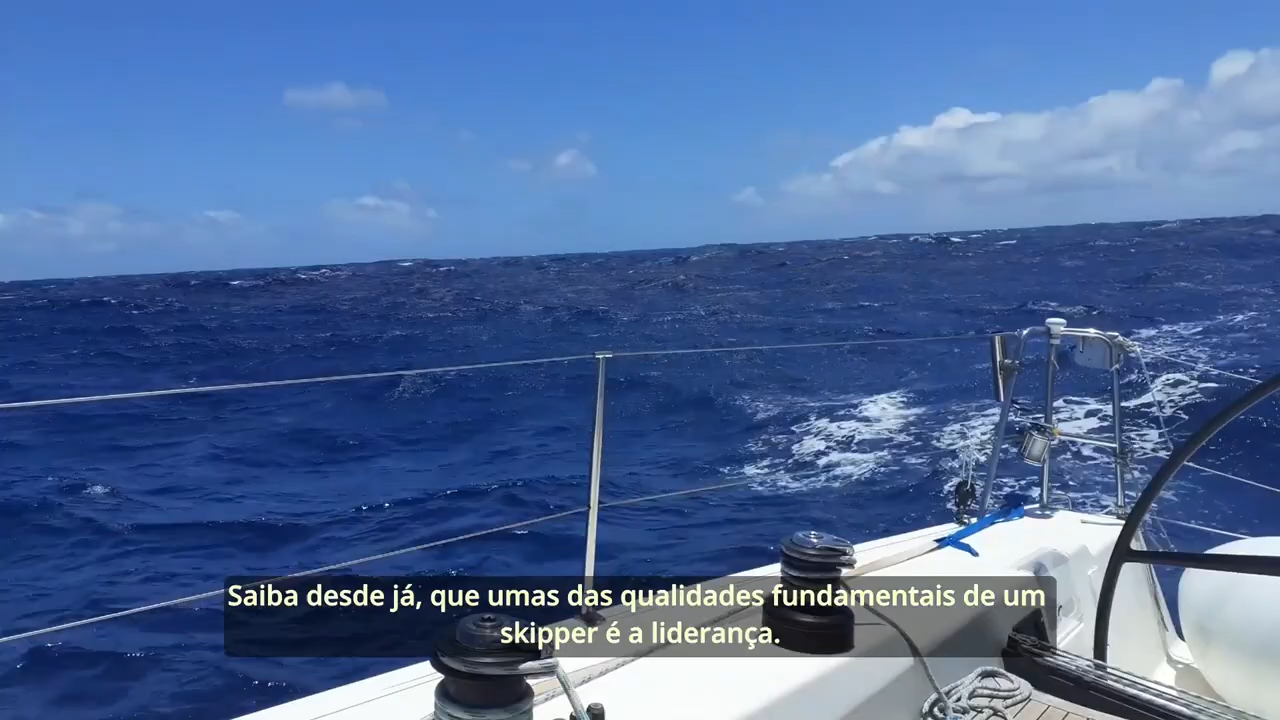 Saiba desde já, que umas das qualidades fundamentais de um
skipper é a liderança.